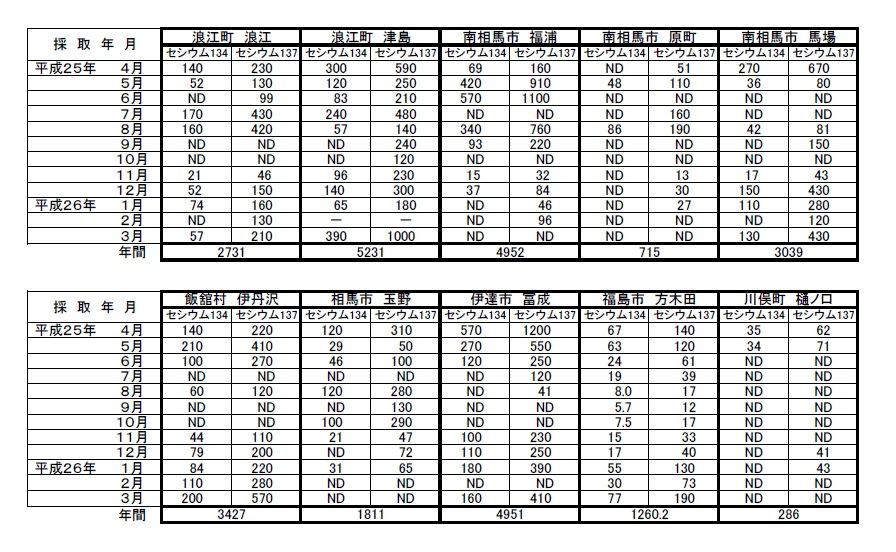 採 取 年 月 浪江町 浪江 浪江町 津島 南相馬市 福浦 南相馬市 原町 南相馬市 馬場
セシウム134 セシウム137 セシウム134 セシウム137 セシウム134 セシウム137 セシウム134 セシウム137 セシウム134 セシウム137
平成25年 4月 140 230 300 590 69 160 ND 51 270 670
5月 52 130 120 250 420 910 48 110 36 80
6月 ND 99 83 210 570 1100 ND ND ND ND
7月 170 430 240 480 ND ND ND 160 ND ND
8月 160 420 57 140 340 760 86 190 42 81
9月 ND ND ND 240 93 220 ND ND ND 150
10月 ND ND ND 120 ND ND ND ND ND ND
11月 21 46 96 230 15 32 ND 13 17 43
12月 52 150 140 300 37 84 ND 30 150 430
平成26年 1月 74 160 65 180 ND 46 ND 27 110 280
2月 ND 130 － － ND 96 ND ND ND 120
3月 57 210 390 1000 ND ND ND ND 130 430
年間 2731 5231 4952 715 3039
採 取 年 月 飯舘村 伊丹沢 相馬市 玉野 伊達市 富成 福島市 方木田 川俣町 樋ノ口
セシウム134 セシウム137 セシウム134 セシウム137 セシウム134 セシウム137 セシウム134 セシウム137 セシウム134 セシウム137
平成25年 4月 140 220 120 310 570 1200 67 140 35 62
5月 210 410 29 50 270 550 63 120 34 71
6月 100 270 46 100 120 250 24 61 ND ND
7月 ND ND ND ND ND 120 19 39 ND ND
8月 60 120 120 280 ND 41 8.0 17 ND ND
9月 ND ND ND 130 ND ND 5.7 12 ND ND
10月 ND ND 100 290 ND ND 7.5 17 ND ND
11月 44 110 21 47 100 230 15 33 ND ND
12月 79 200 ND 72 110 250 17 40 ND 41
平成26年 1月 84 220 31 65 180 390 55 130 ND 43
2月 110 280 ND ND ND ND 30 73 ND ND
3月 200 570 ND ND 160 410 77 190 ND ND
年間 3427 1811 4951 1260.2 286